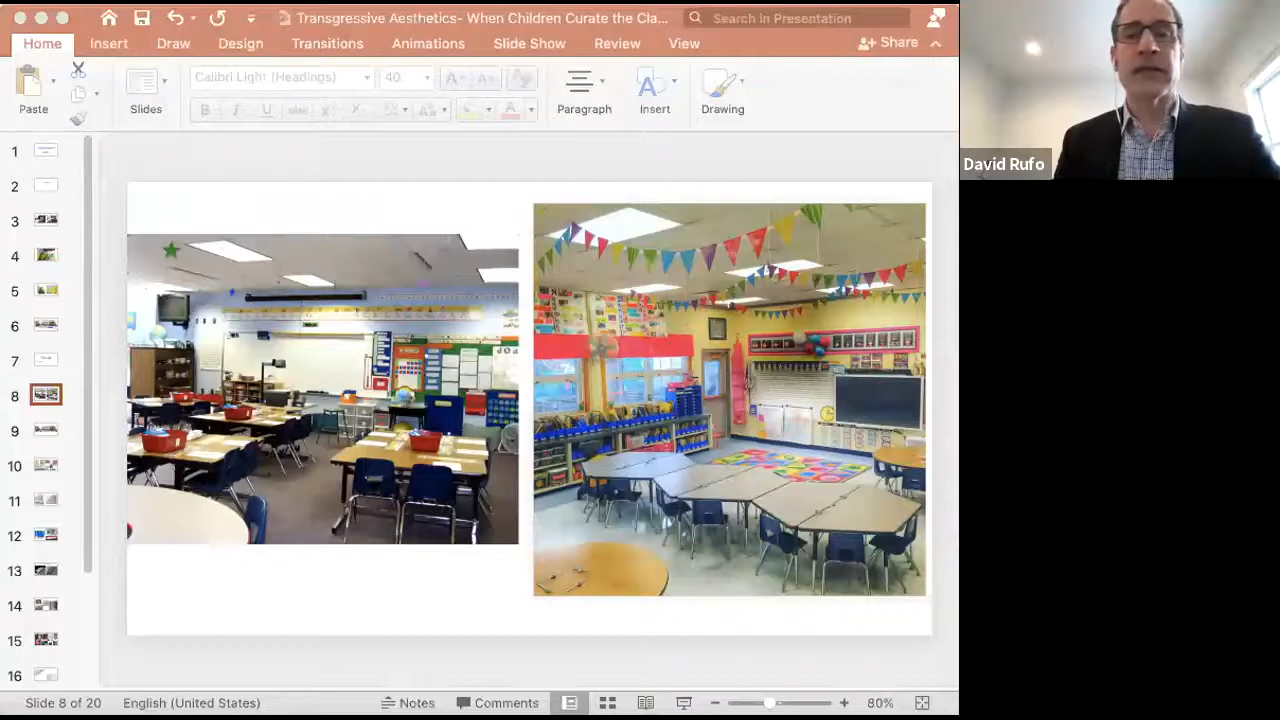 Transgressive Aesthetics- When Children Curate the Cla...
Search in Presentation
Home Insert Draw Design Transitions Animations Slide Show Review View Share
Calibri Light (Headings) 40
Paste Slides Paragraph Insert Drawing
1
2
3
4
5
6
7
8
9
10
11
12
13
14
15
16
David Rufo
Slide 8 of 20 English (United States) Notes Comments 80%